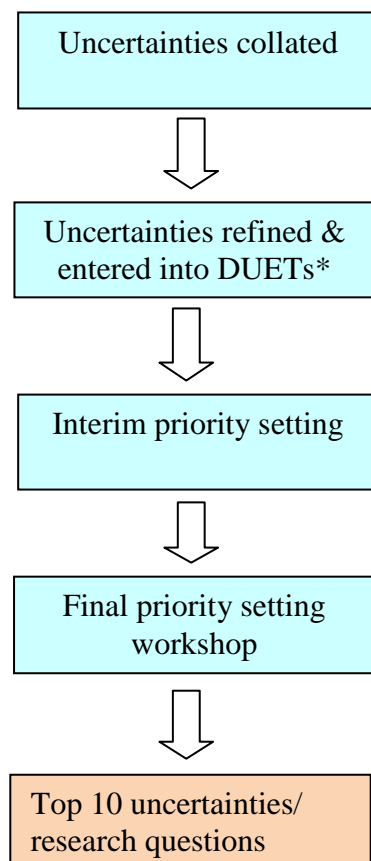 Uncertainties collated
Uncertainties refined &
entered into DUETs*
Interim priority setting
Final priority setting
workshop
Top 10 uncertainties/
research questions